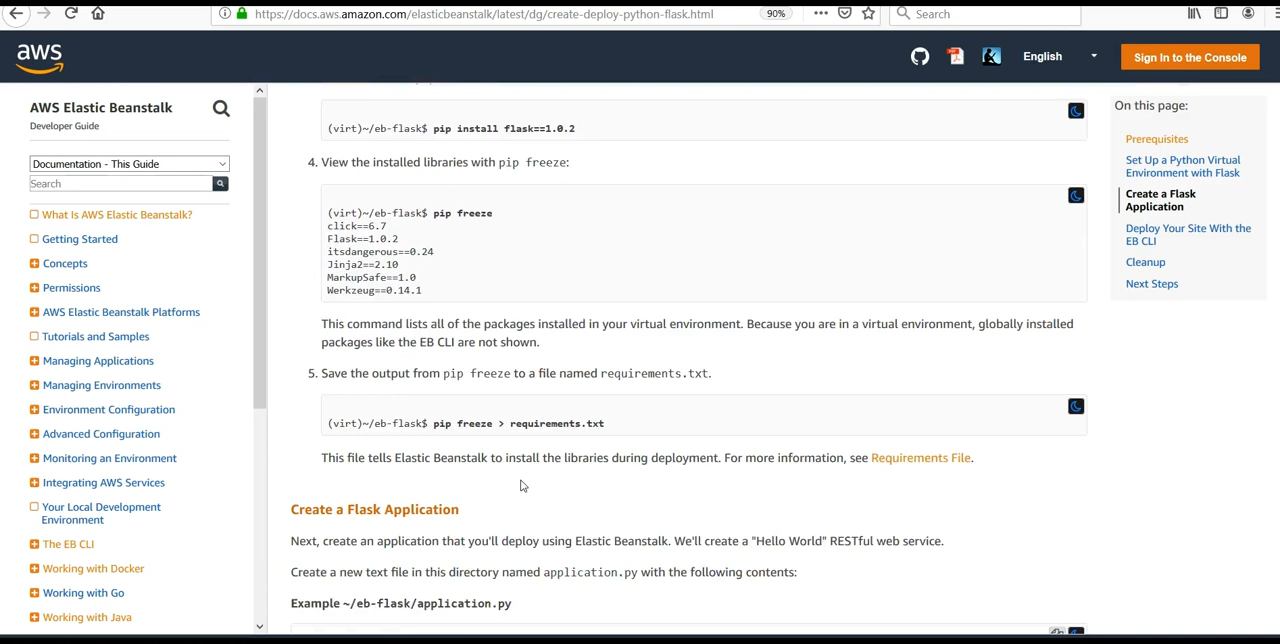 https://docs.aws.amazon.com/elasticbeanstalk/latest/dg/create-deploy-python-flask.html
90%
Search
aws
English
Sign In to the Console
AWS Elastic Beanstalk
Developer Guide
Documentation - This Guide
Search
What Is AWS Elastic Beanstalk?
Getting Started
Concepts
Permissions
AWS Elastic Beanstalk Platforms
Tutorials and Samples
Managing Applications
Managing Environments
Environment Configuration
Advanced Configuration
Monitoring an Environment
Integrating AWS Services
Your Local Development
Environment
The EB CLI
Working with Docker
Working with Go
Working with Java
(virt)~/eb-flask$ pip install flask==1.0.2
4. View the installed libraries with pip freeze:
(virt)~/eb-flask$ pip freeze
click==6.7
Flask==1.0.2
itsdangerous==0.24
Jinja2==2.10
MarkupSafe==1.0
Werkzeug==0.14.1
This command lists all of the packages installed in your virtual environment. Because you are in a virtual environment, globally installed
packages like the EB CLI are not shown.
5. Save the output from pip freeze to a file named requirements.txt.
(virt)~/eb-flask$ pip freeze > requirements.txt
This file tells Elastic Beanstalk to install the libraries during deployment. For more information, see Requirements File.
Create a Flask Application
Next, create an application that you'll deploy using Elastic Beanstalk. We'll create a "Hello World" RESTful web service.
Create a new text file in this directory named application.py with the following contents:
Example ~/eb-flask/application.py
On this page:
Prerequisites
Set Up a Python Virtual
Environment with Flask
Create a Flask
Application
Deploy Your Site With the
EB CLI
Cleanup
Next Steps